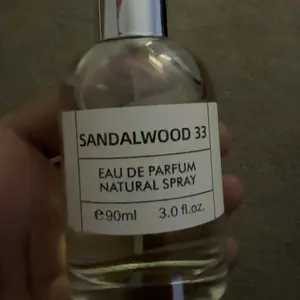 SANDALWOOD 33
EAU DE PARFUM
NATURAL SPRAY
℮90ml 3.0 fl.oz.